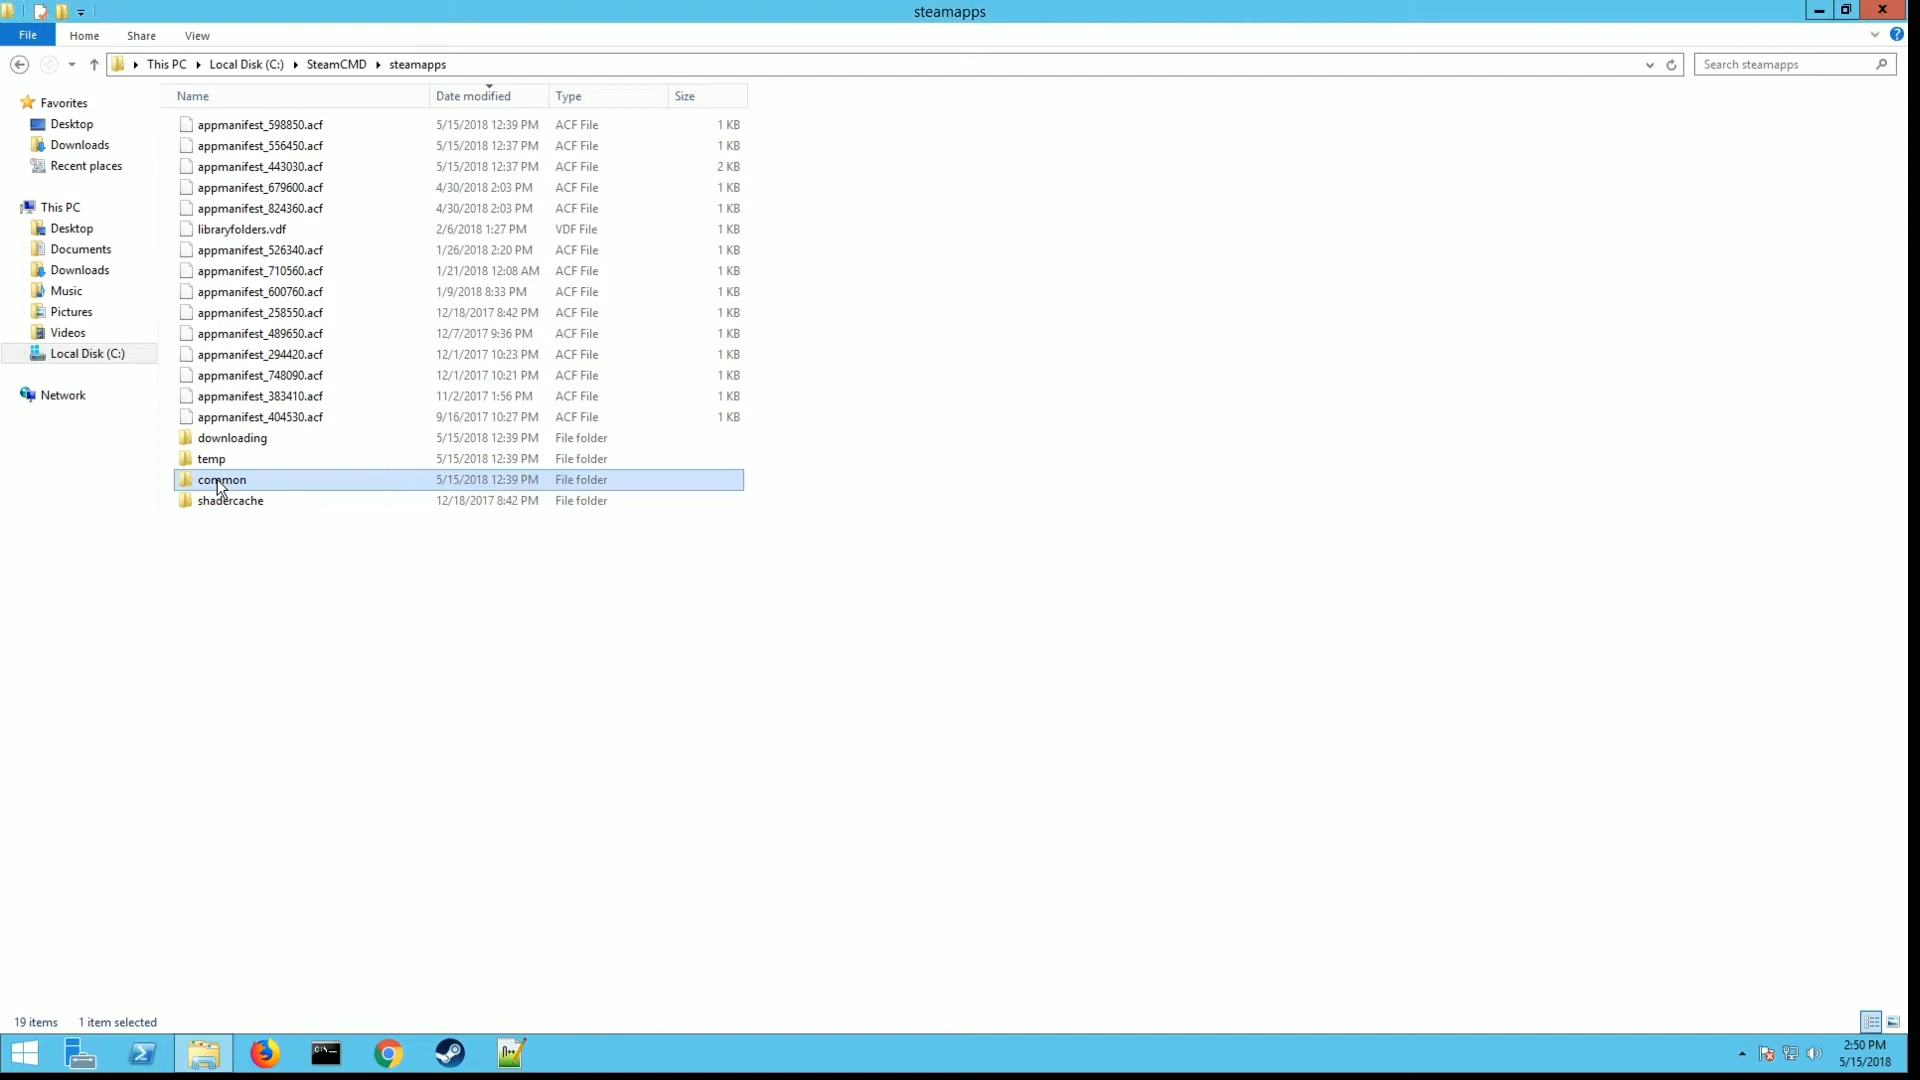 steamapps
File Home Share View
This PC Local Disk (C:) SteamCMD steamapps
Search steamapps
Favorites
Desktop
Downloads
Recent places
This PC
Desktop
Documents
Downloads
Music
Pictures
Videos
Local Disk (C:)
Network
Name Date modified Type Size
appmanifest_598850.acf 5/15/2018 12:39 PM ACF File 1 KB
appmanifest_556450.acf 5/15/2018 12:37 PM ACF File 1 KB
appmanifest_443030.acf 5/15/2018 12:37 PM ACF File 2 KB
appmanifest_679600.acf 4/30/2018 2:03 PM ACF File 1 KB
appmanifest_824360.acf 4/30/2018 2:03 PM ACF File 1 KB
libraryfolders.vdf 2/6/2018 1:27 PM VDF File 1 KB
appmanifest_526340.acf 1/26/2018 2:20 PM ACF File 1 KB
appmanifest_710560.acf 1/21/2018 12:08 AM ACF File 1 KB
appmanifest_600760.acf 1/9/2018 8:33 PM ACF File 1 KB
appmanifest_258550.acf 12/18/2017 8:42 PM ACF File 1 KB
appmanifest_489650.acf 12/7/2017 9:36 PM ACF File 1 KB
appmanifest_294420.acf 12/1/2017 10:23 PM ACF File 1 KB
appmanifest_748090.acf 12/1/2017 10:21 PM ACF File 1 KB
appmanifest_383410.acf 11/2/2017 1:56 PM ACF File 1 KB
appmanifest_404530.acf 9/16/2017 10:27 PM ACF File 1 KB
downloading 5/15/2018 12:39 PM File folder
temp 5/15/2018 12:39 PM File folder
common 5/15/2018 12:39 PM File folder
shadercache 12/18/2017 8:42 PM File folder
19 items 1 item selected
2:50 PM
5/15/2018